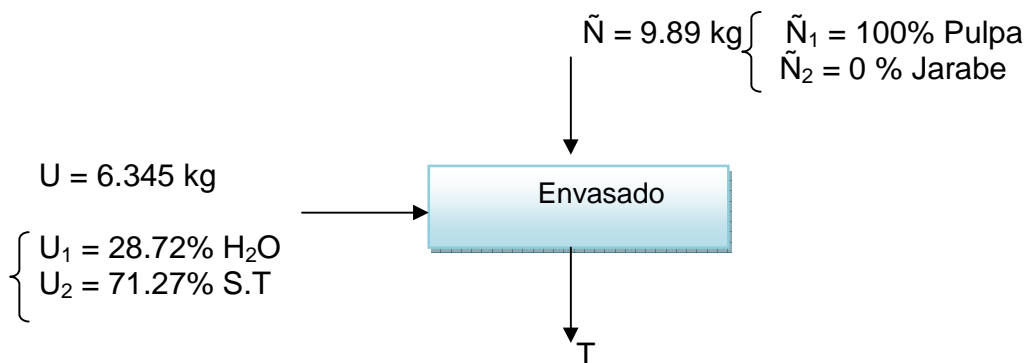 Ñ = 9.89 kg
Ñ₁ = 100% Pulpa
Ñ₂ = 0 % Jarabe
U = 6.345 kg
U₁ = 28.72% H₂O
U₂ = 71.27% S.T
Envasado
T